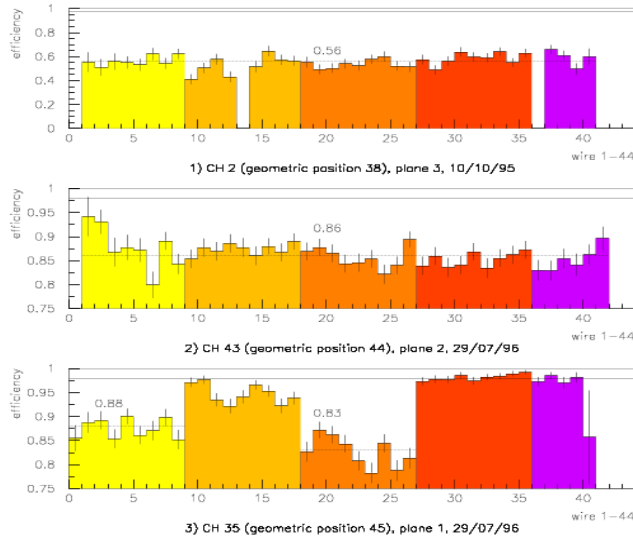 efficiency
1
0.8
0.6
0.4
0.2
0
0.56
0 10 20 30 40
wire 1-44
1) CH 2 (geometric position 38), plane 3, 10/10/95
efficiency
1
0.95
0.9
0.85
0.8
0.75
0.86
0 5 10 15 20 25 30 35 40
wire 1-44
2) CH 43 (geometric position 44), plane 2, 29/07/96
efficiency
1
0.95
0.9
0.85
0.8
0.75
0.88
0.83
0 5 10 15 20 25 30 35 40
wire 1-44
3) CH 35 (geometric position 45), plane 1, 29/07/96